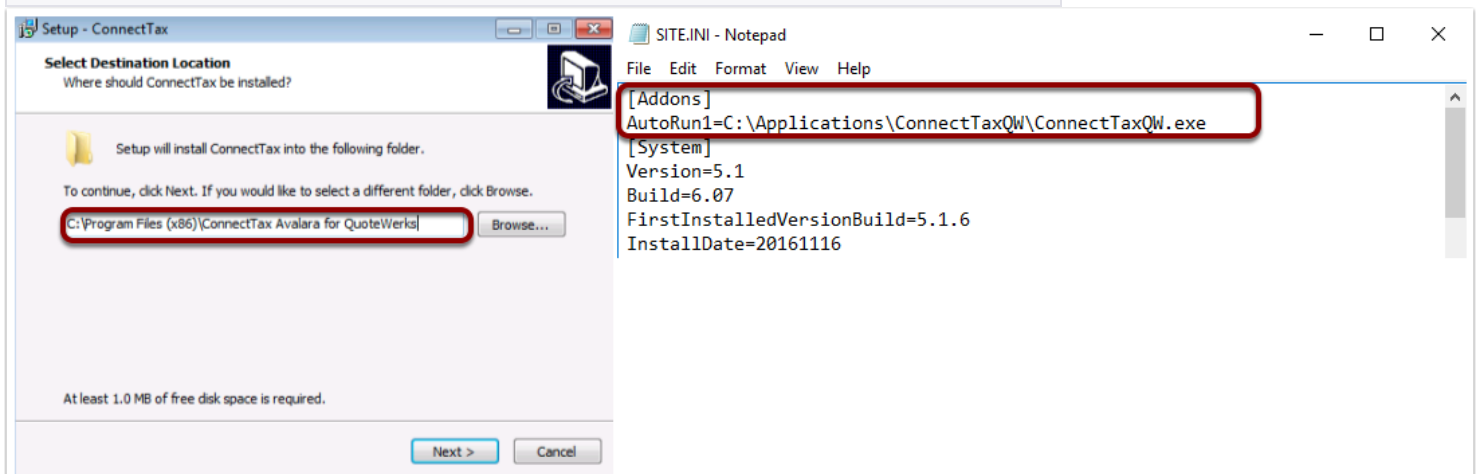 Setup - ConnectTax
Select Destination Location
Where should ConnectTax be installed?
Setup will install ConnectTax into the following folder.
To continue, click Next. If you would like to select a different folder, click Browse.
C:\Program Files (x86)\ConnectTax Avalara for QuoteWerks
Browse...
At least 1.0 MB of free disk space is required.
Next >
Cancel
SITE.INI - Notepad
File Edit Format View Help
[Addons]
AutoRun1=C:\Applications\ConnectTaxQW\ConnectTaxQW.exe
[System]
Version=5.1
Build=6.07
FirstInstalledVersionBuild=5.1.6
InstallDate=20161116